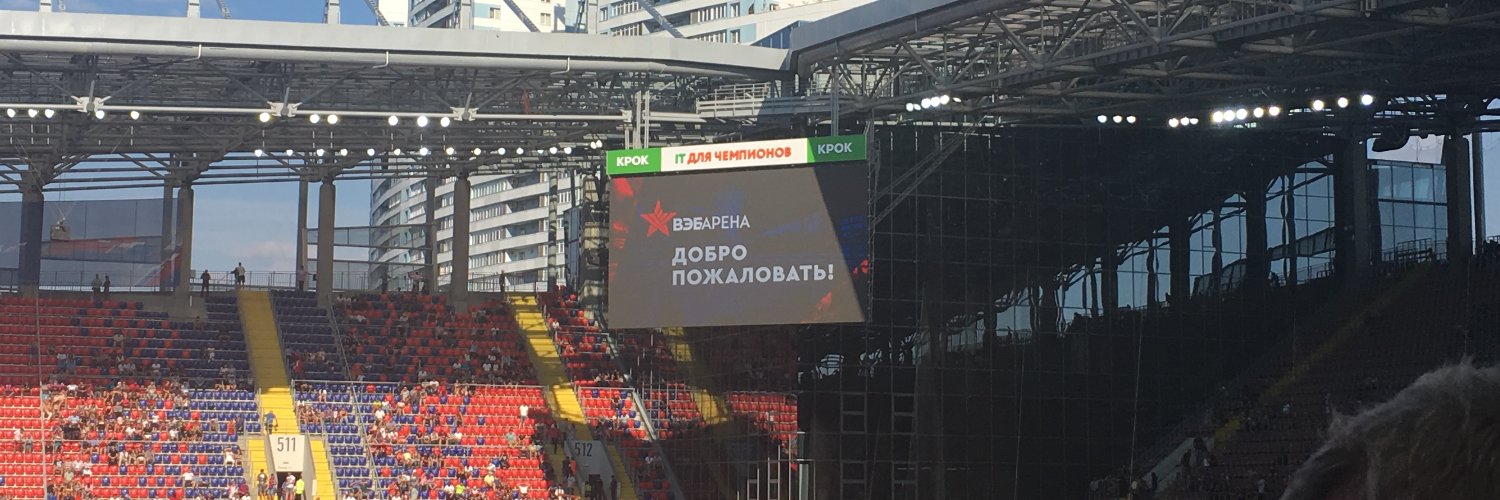 КРОК IT ДЛЯ ЧЕМПИОНОВ КРОК
ВЭБАРЕНА
ДОБРО
ПОЖАЛОВАТЬ!
511
512